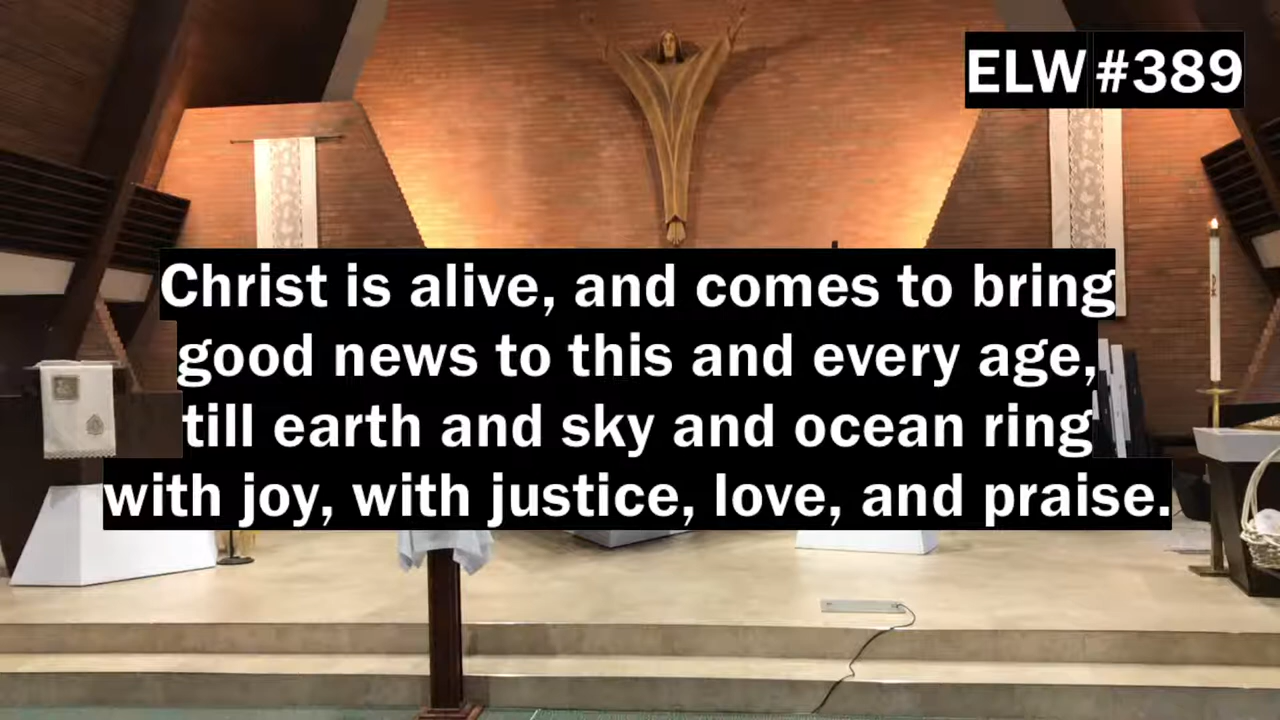 ELW #389
Christ is alive, and comes to bring
good news to this and every age,
till earth and sky and ocean ring
with joy, with justice, love, and praise.